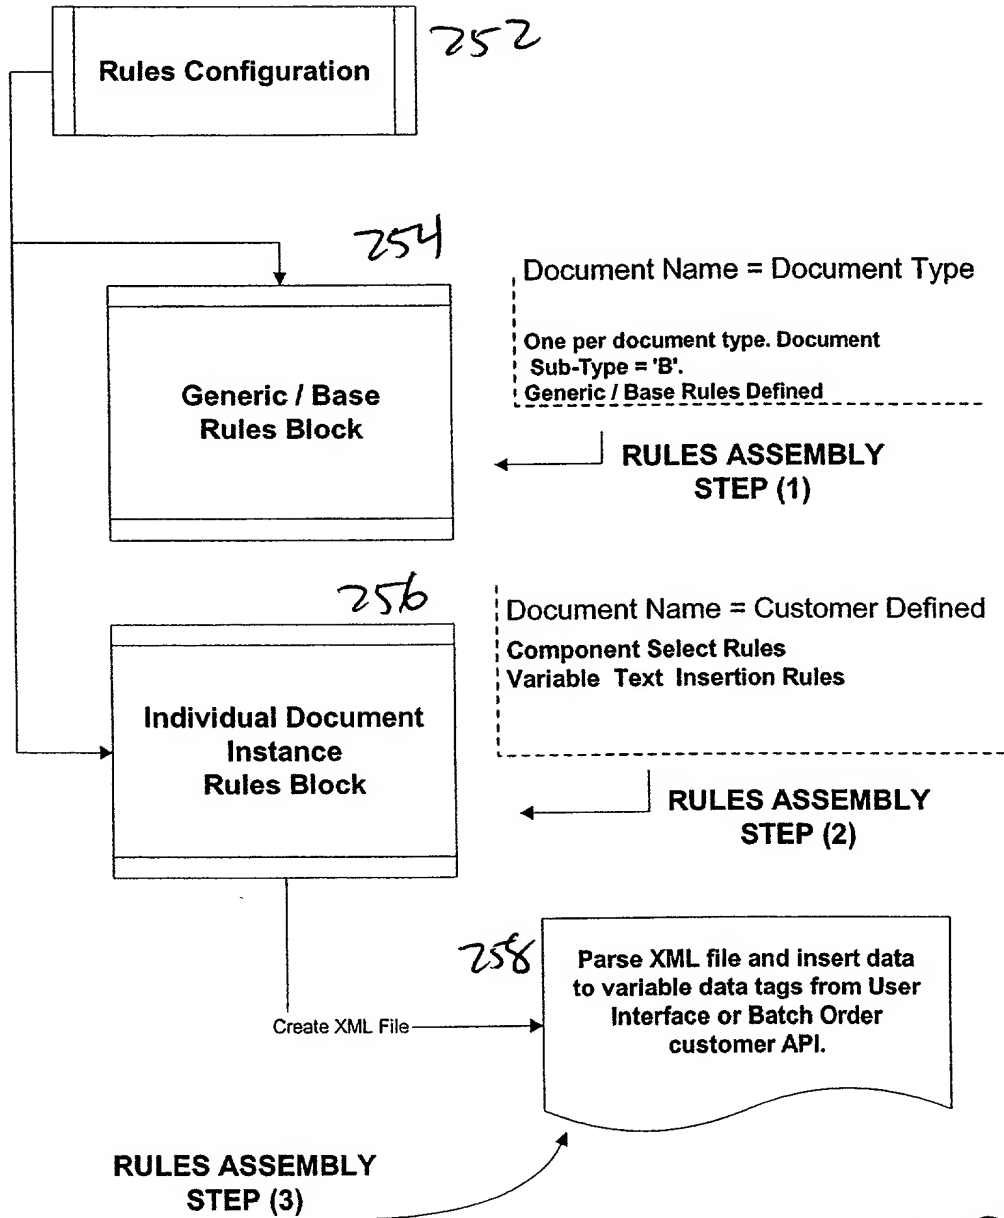 252
Rules Configuration
254
Document Name = Document Type
One per document type. Document
Sub-Type = 'B'.
Generic / Base Rules Defined
Generic / Base
Rules Block
RULES ASSEMBLY
STEP (1)
256
Document Name = Customer Defined
Component Select Rules
Variable Text Insertion Rules
Individual Document
Instance
Rules Block
RULES ASSEMBLY
STEP (2)
258
Parse XML file and insert data
to variable data tags from User
Interface or Batch Order
customer API.
Create XML File
RULES ASSEMBLY
STEP (3)